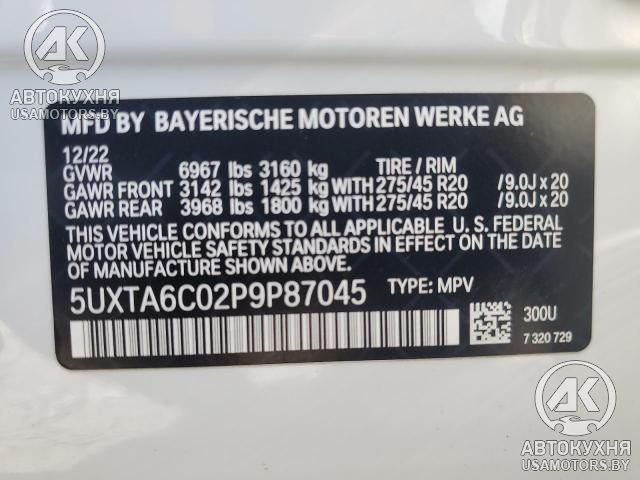 АК
АВТОКУХНЯ
USAMOTORS.BY
MFD BY BAYERISCHE MOTOREN WERKE AG
12/22
GVWR 6967 lbs 3160 kg TIRE / RIM
GAWR FRONT 3142 lbs 1425 kg WITH 275/45 R20 /9.0J x 20
GAWR REAR 3968 lbs 1800 kg WITH 275/45 R20 /9.0J x 20
THIS VEHICLE CONFORMS TO ALL APPLICABLE U. S. FEDERAL
MOTOR VEHICLE SAFETY STANDARDS IN EFFECT ON THE DATE
OF MANUFACTURE SHOWN ABOVE.
5UXTA6C02P9P87045 TYPE: MPV
300U
7 320 729
АК
АВТОКУХНЯ
USAMOTORS.BY